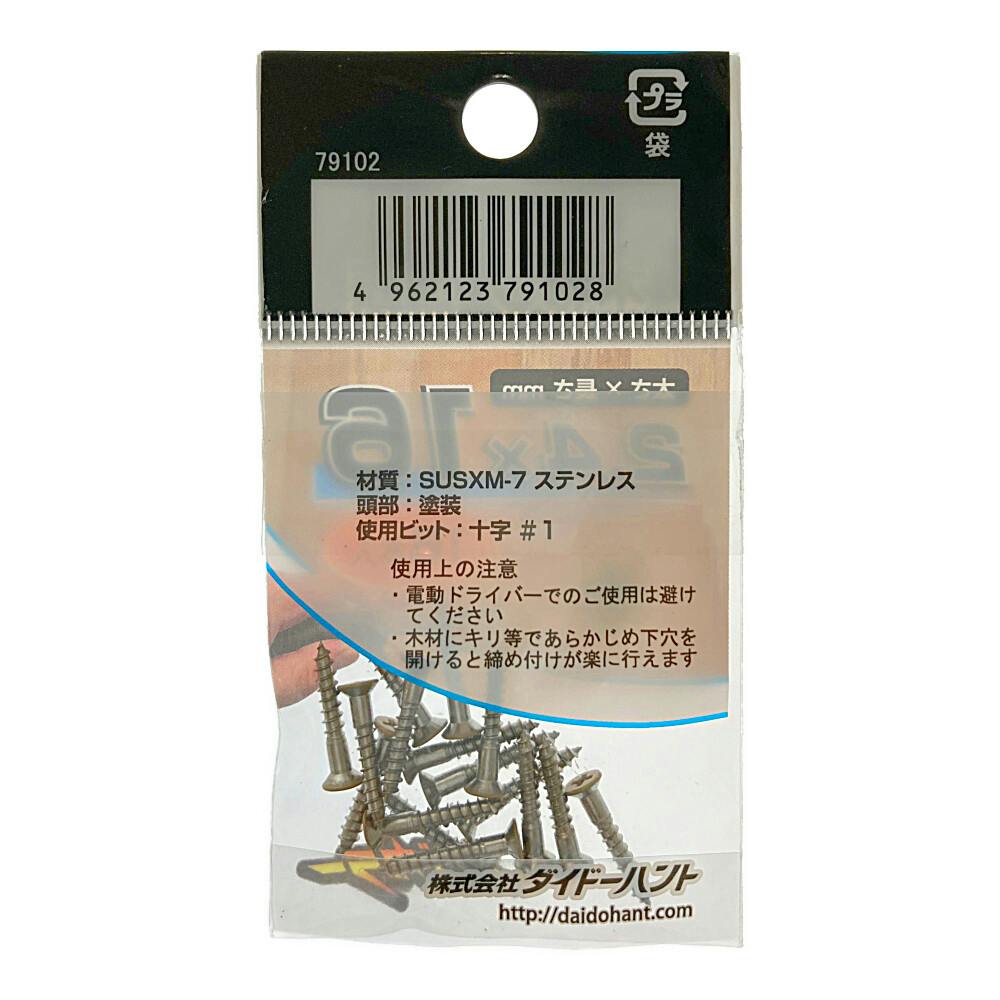 プラ
袋
79102
4 962123 791028
太さ×長さ mm
2.4×16
材質：SUSXM-7 ステンレス
頭部：塗装
使用ビット：十字 #1
使用上の注意
・電動ドライバーでのご使用は避け
てください
・木材にキリ等であらかじめ下穴を
開けると締め付けが楽に行えます
株式会社 ダイドーハント
http://daidohant.com